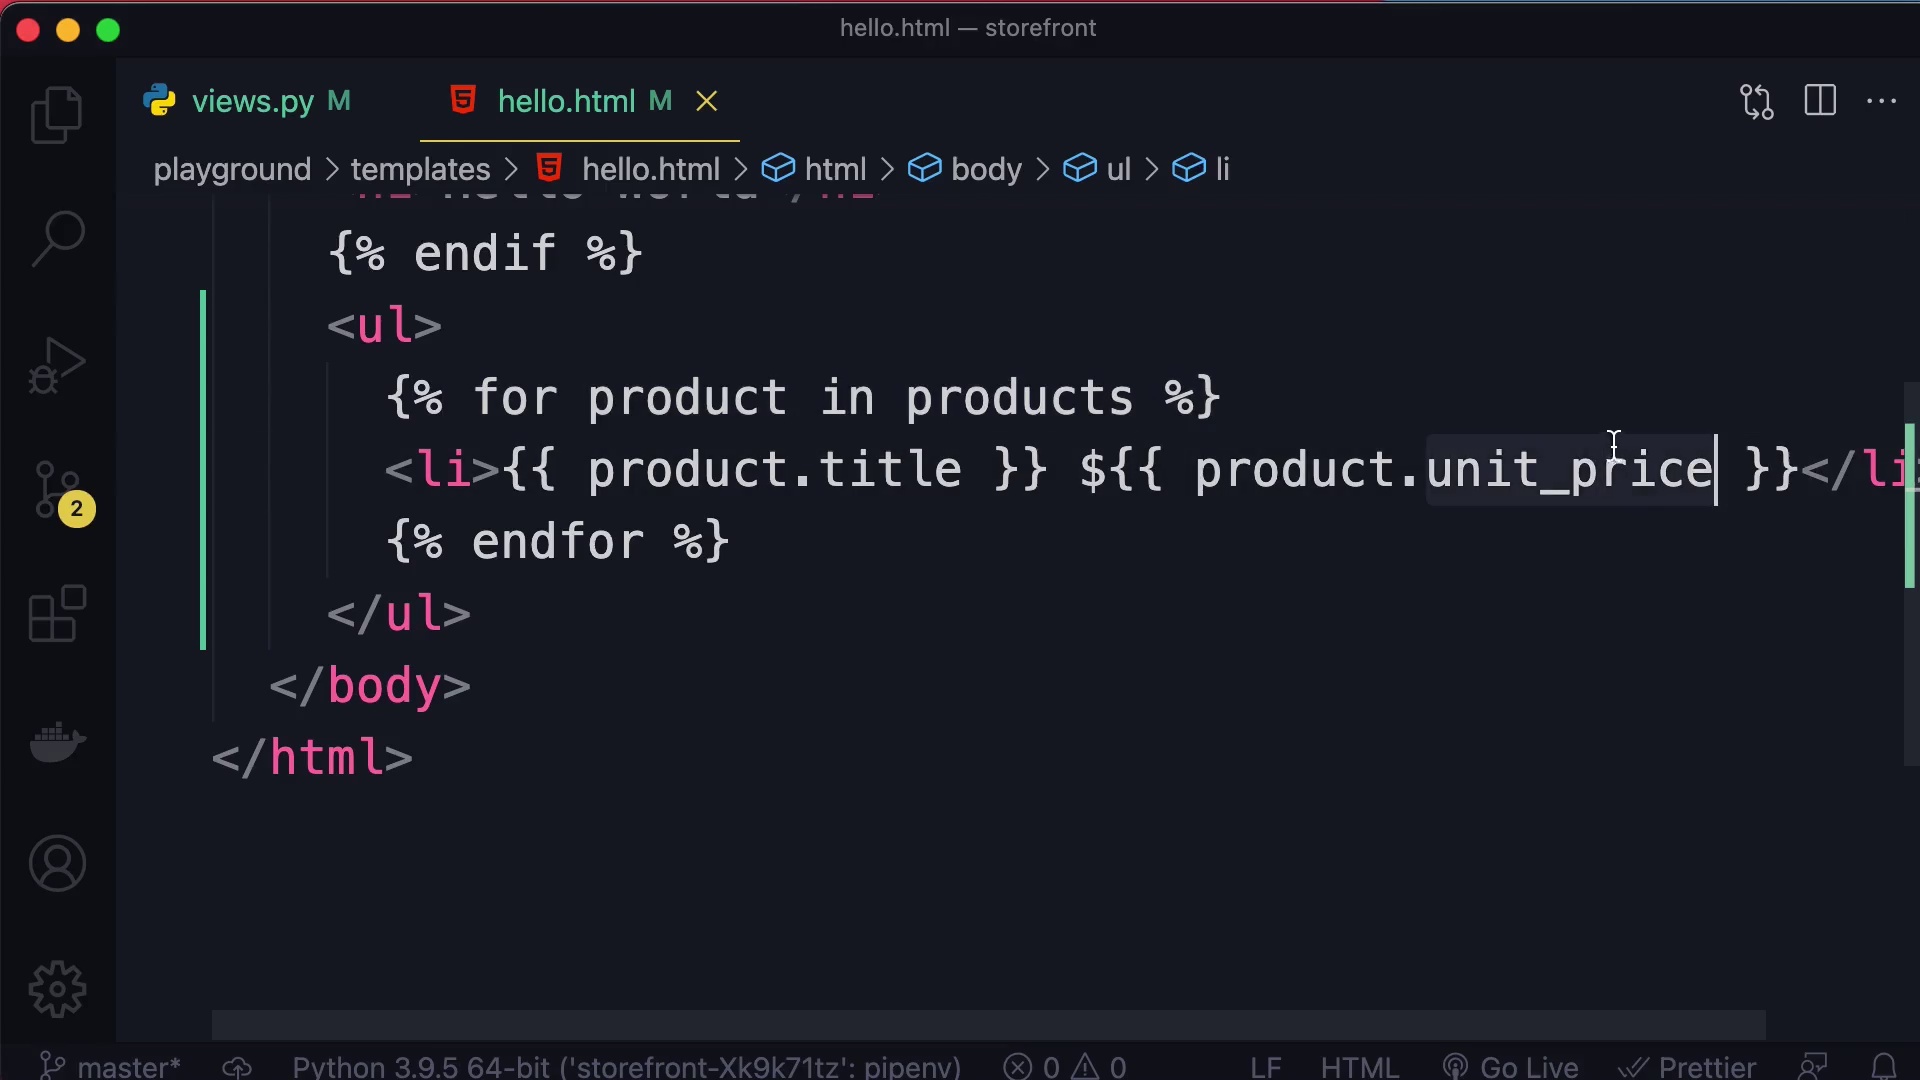 hello.html — storefront
views.py M
hello.html M
playground > templates > hello.html > html > body > ul > li
{% endif %}
<ul>
{% for product in products %}
<li>{{ product.title }} ${{ product.unit_price }}</li
{% endfor %}
</ul>
</body>
</html>
2
master*
Python 3.9.5 64-bit ('storefront-Xk9k71tz': pipenv)
0
0
LF
HTML
Go Live
Prettier